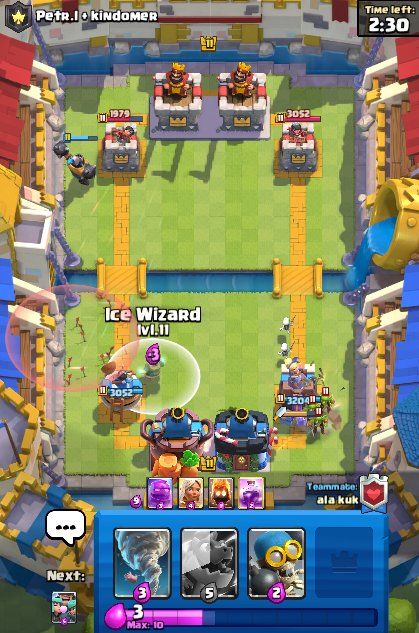 Petr.I + kindomer
Time left:
2:30
1979
3052
Ice Wizard
lvl.11
3
3052
3204
Teammate:
ala kuk
...
Next:
3
5
2
3
Max: 10